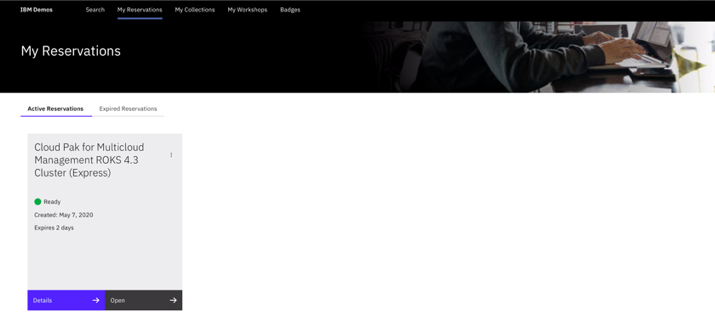 IBM Demos Search My Reservations My Collections My Workshops Badges
My Reservations
Active Reservations Expired Reservations
Cloud Pak for Multicloud
Management ROKS 4.3
Cluster (Express)
Ready
Created: May 7, 2020
Expires 2 days
Details Open